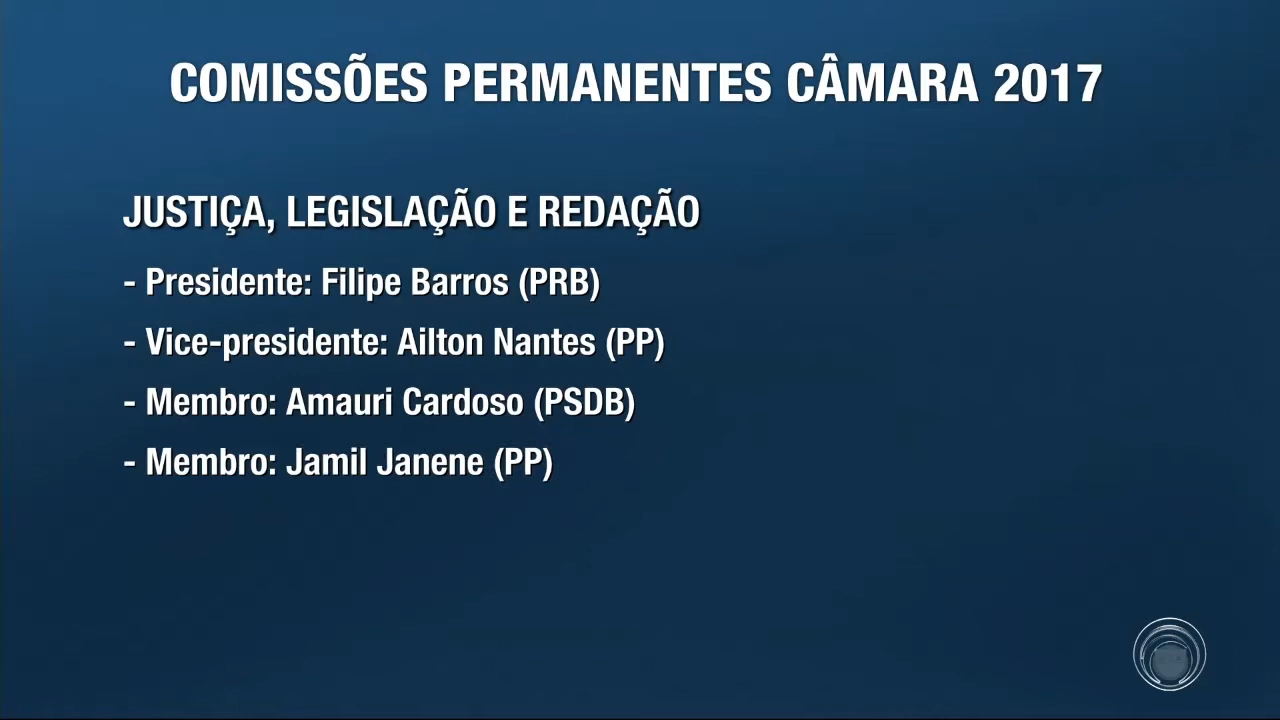 COMISSÕES PERMANENTES CÂMARA 2017
JUSTIÇA, LEGISLAÇÃO E REDAÇÃO
- Presidente: Filipe Barros (PRB)
- Vice-presidente: Ailton Nantes (PP)
- Membro: Amauri Cardoso (PSDB)
- Membro: Jamil Janene (PP)